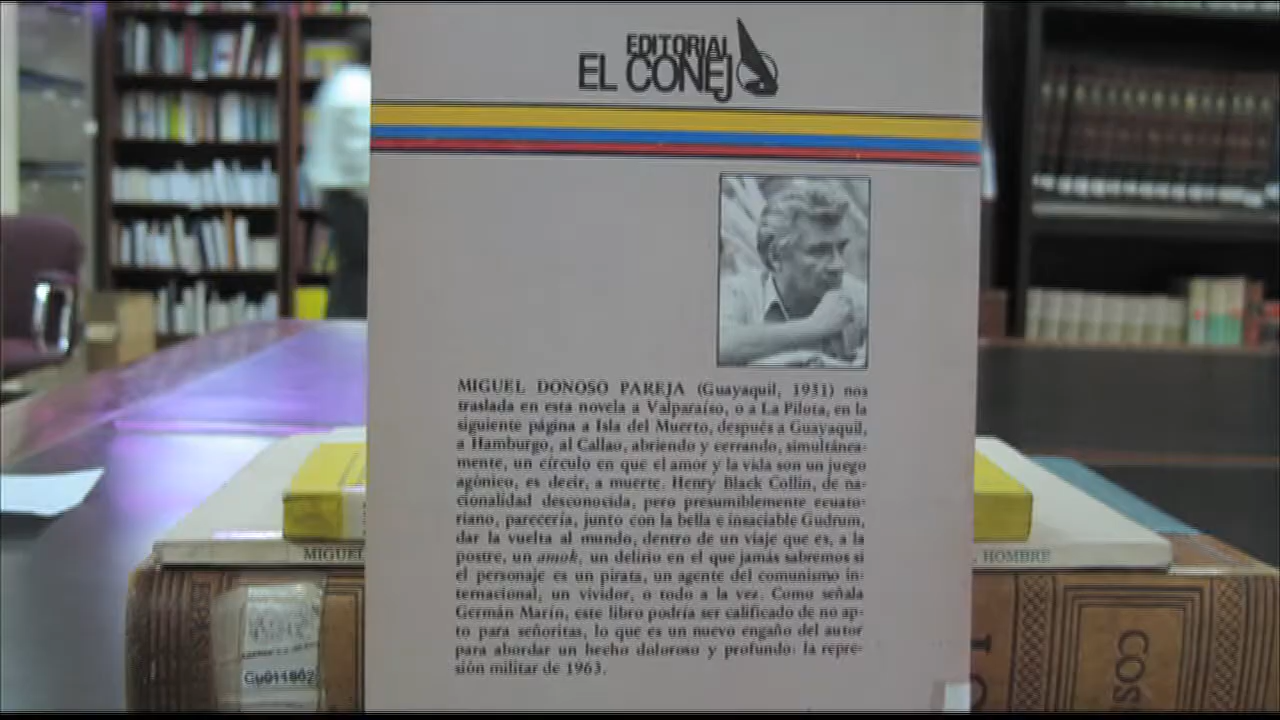 EDITORIAL
EL CONEJO
MIGUEL DONOSO PAREJA (Guayaquil, 1931) nos
traslada en esta novela a Valparaíso, o a La Pilota, en la
siguiente página a Isla del Muerto, después a Guayaquil,
a Hamburgo, al Callao, abriendo y cerrando, simultánea-
mente, un círculo en que el amor y la vida son un juego
agónico, es decir, a muerte. Henry Black Collin, de na-
cionalidad desconocida, pero presumiblemente ecuato-
riano, parecería, junto con la bella e insaciable Gudrum,
dar la vuelta al mundo, dentro de un viaje que es, a la
postre, un amok, un delirio en el que jamás sabremos si
el personaje es un pirata, un agente del comunismo in-
ternacional, un vividor, o todo a la vez. Como señala
Germán Marín, este libro podría ser calificado de no ap-
to para señoritas, lo que es un nuevo engaño del autor
para abordar un hecho doloroso y profundo: la repre-
sión militar de 1963.
MIGUEL
HOMBRE
Cu011802
COS